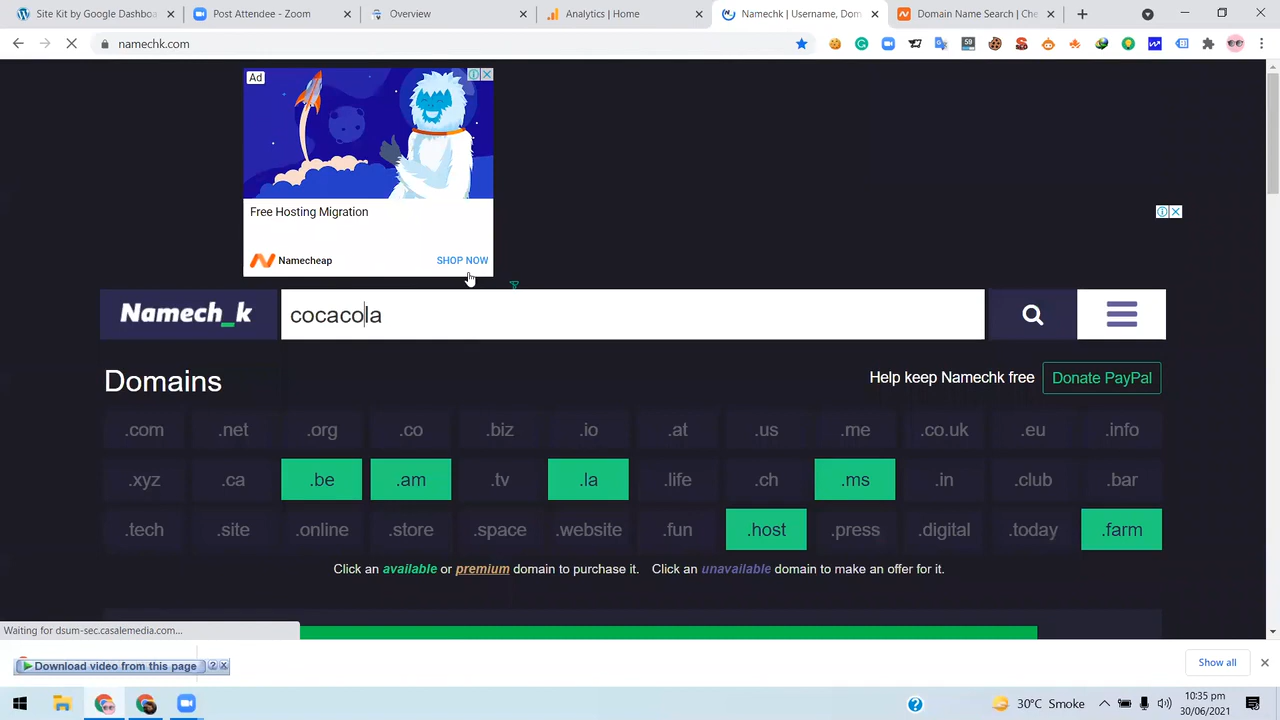 Site Kit by Google Dashboa
Post Attendee - Zoom
Overview
Analytics | Home
Namechk | Username, Dom
Domain Name Search | Che
namechk.com
59
Ad
Free Hosting Migration
Namecheap
SHOP NOW
Namech_k
cocacola
Domains
Help keep Namechk free
Donate PayPal
.com .net .org .co .biz .io .at .us .me .co.uk .eu .info
.xyz .ca .be .am .tv .la .life .ch .ms .in .club .bar
.tech .site .online .store .space .website .fun .host .press .digital .today .farm
Click an available or premium domain to purchase it. Click an unavailable domain to make an offer for it.
Waiting for dsum-sec.casalemedia.com...
Download video from this page
? x
Show all
30°C Smoke
10:35 pm
30/06/2021